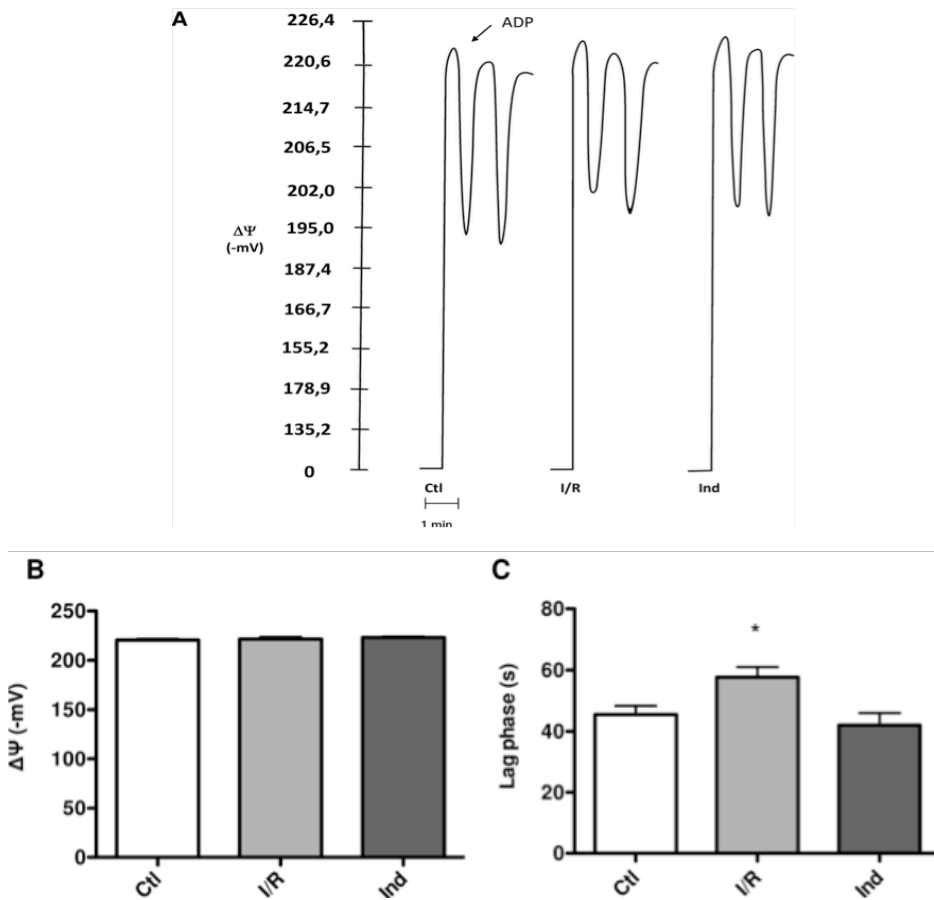 A
ADP
226,4
220,6
214,7
206,5
202,0
195,0
187,4
166,7
155,2
178,9
135,2
0
ΔΨ
(-mV)
Ctl
I/R
Ind
1 min
B
ΔΨ (-mV)
250
200
150
100
50
0
Ctl
I/R
Ind
C
Lag phase (s)
80
60
40
20
0
*
Ctl
I/R
Ind